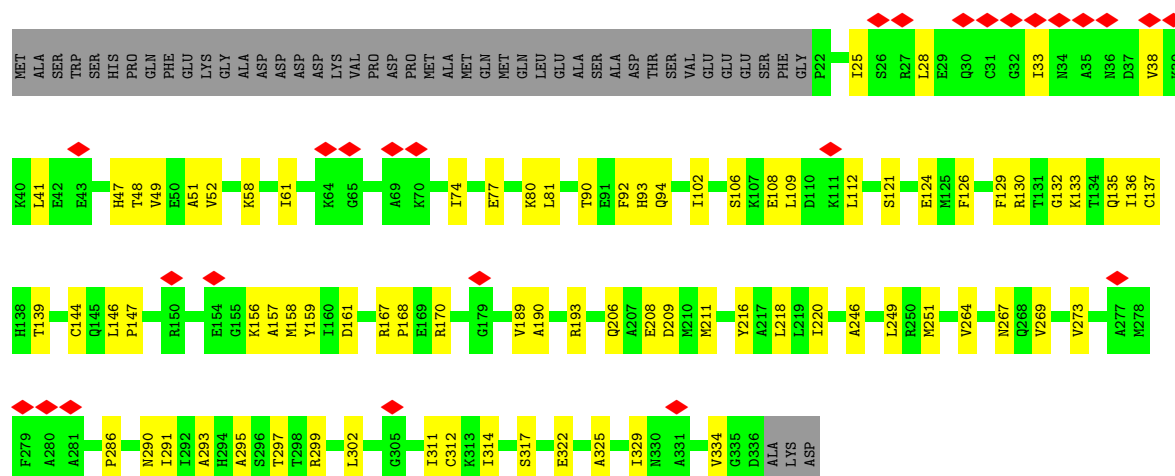 MET ALA SER TRP SER HIS PRO GLN PHE GLU LYS GLY ALA ASP ASP ASP ASP LYS VAL PRO ASP PRO MET ALA MET GLN MET GLN LEU GLU ALA SER ALA ASP THR SER VAL GLU GLU GLU SER PHE GLY P22 I25 S26 R27 L28 E29 Q30 C31 G32 I33 N34 A35 N36 D37 V38
K40 L41 E42 E43 H47 T48 V49 E50 A51 V52 K58 I61 K64 G65 A69 K70 I74 E77 K80 L81 T90 E91 F92 H93 Q94 I102 S106 K107 E108 L109 D110 K111 L112 S121 E124 M125 F126 F129 R130 T131 G132 K133 T134 Q135 I136 C137
H138 T139 C144 Q145 L146 P147 R150 E154 G155 K156 A157 M158 Y159 I160 D161 R167 P168 E169 R170 G179 V189 A190 R193 Q206 A207 E208 D209 M210 M211 Y216 A217 L218 L219 I220 A246 L249 R250 M251 V264 N267 Q268 V269 V273 A277 M278
F279 A280 A281 P286 N290 I291 I292 A293 H294 A295 S296 T297 T298 R299 L302 G305 I311 C312 K313 I314 S317 E322 A325 I329 N330 A331 V334 G335 D336 ALA LYS ASP